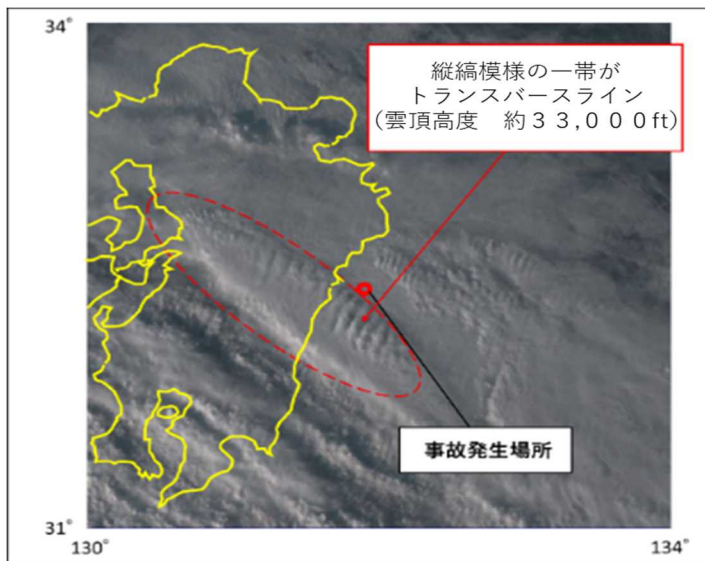 34°
縦縞模様の一帯が
トランスバースライン
(雲頂高度　約３３,０００ft)
事故発生場所
31°
130°
134°